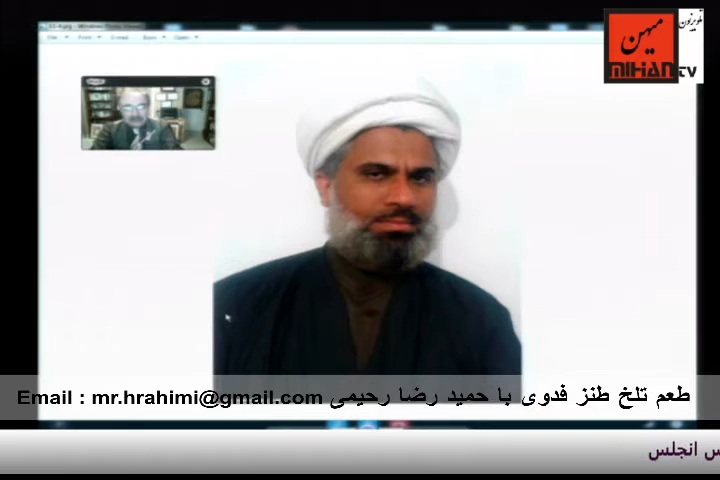 میهن
تلویزیون
MIHAN TV
طعم تلخ طنز فدوی با حمید رضا رحیمی Email : mr.hrahimi@gmail.com
س انجلس